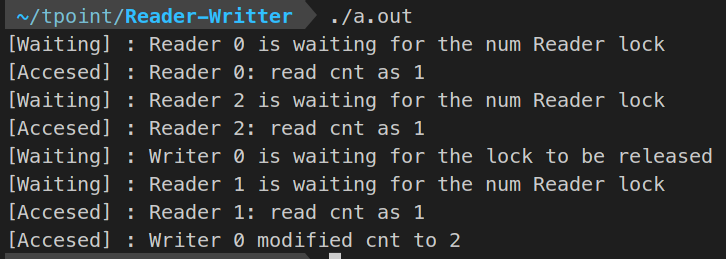 ~/tpoint/Reader-Writter ./a.out
[Waiting] : Reader 0 is waiting for the num Reader lock
[Accesed] : Reader 0: read cnt as 1
[Waiting] : Reader 2 is waiting for the num Reader lock
[Accesed] : Reader 2: read cnt as 1
[Waiting] : Writer 0 is waiting for the lock to be released
[Waiting] : Reader 1 is waiting for the num Reader lock
[Accesed] : Reader 1: read cnt as 1
[Accesed] : Writer 0 modified cnt to 2